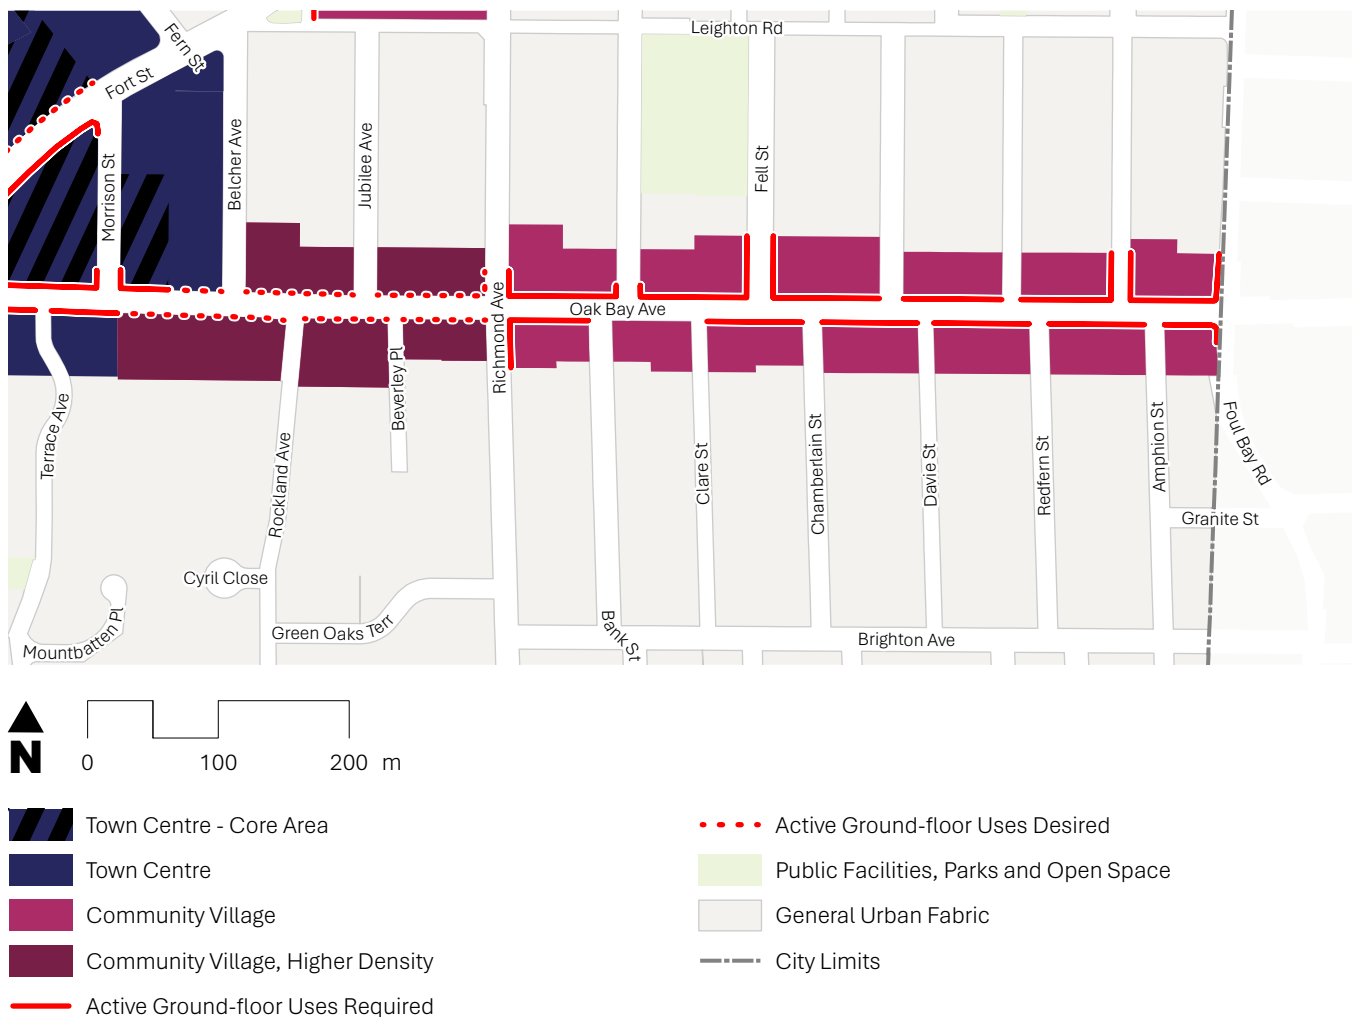 Leighton Rd
Fern St
Fort St
Belcher Ave
Jubilee Ave
Fell St
Morrison St
Oak Bay Ave
Richmond Ave
Beverley Pl
Terrace Ave
Rockland Ave
Clare St
Chamberlain St
Davie St
Redfern St
Amphion St
Foul Bay Rd
Granite St
Cyril Close
Green Oaks Terr
Mountbatten Pl
Bank St
Brighton Ave
N
0 100 200 m
Town Centre - Core Area
Town Centre
Community Village
Community Village, Higher Density
Active Ground-floor Uses Required
Active Ground-floor Uses Desired
Public Facilities, Parks and Open Space
General Urban Fabric
City Limits